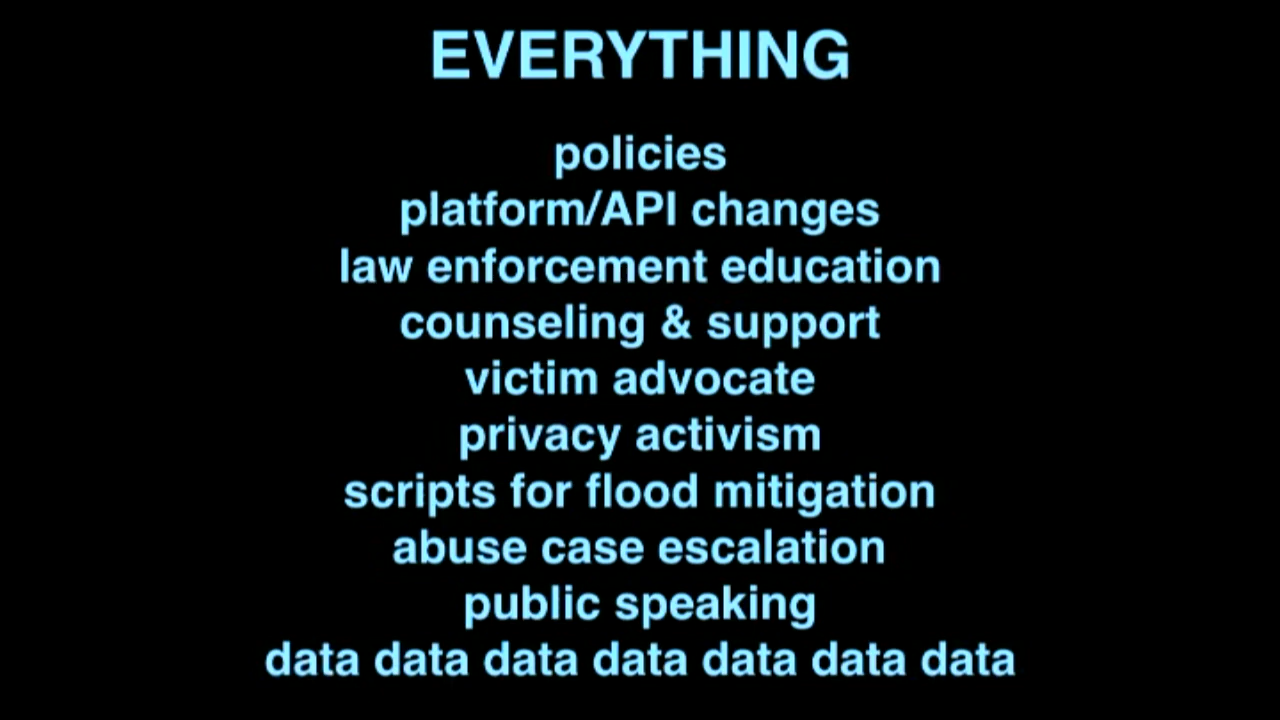 EVERYTHING
policies
platform/API changes
law enforcement education
counseling & support
victim advocate
privacy activism
scripts for flood mitigation
abuse case escalation
public speaking
data data data data data data data